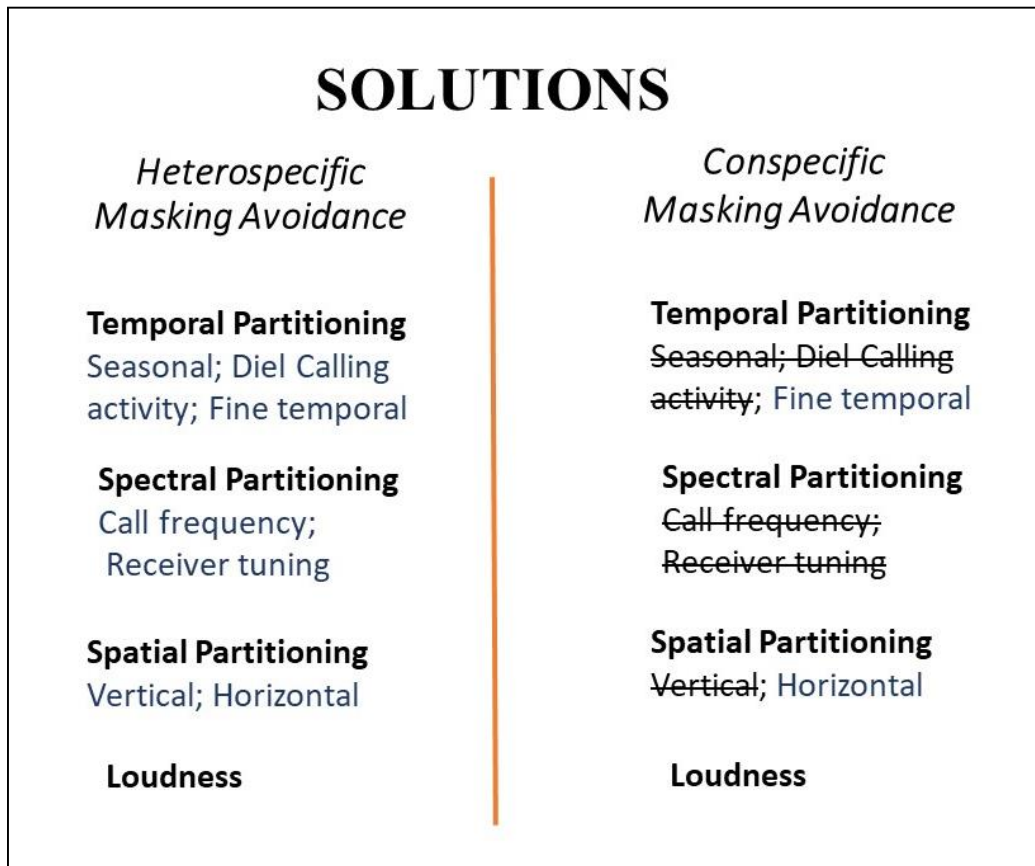 SOLUTIONS
Heterospecific
Masking Avoidance
Temporal Partitioning
Seasonal; Diel Calling
activity; Fine temporal
Spectral Partitioning
Call frequency;
Receiver tuning
Spatial Partitioning
Vertical; Horizontal
Loudness
Conspecific
Masking Avoidance
Temporal Partitioning
Seasonal; Diel Calling
activity; Fine temporal
Spectral Partitioning
Call frequency;
Receiver tuning
Spatial Partitioning
Vertical; Horizontal
Loudness